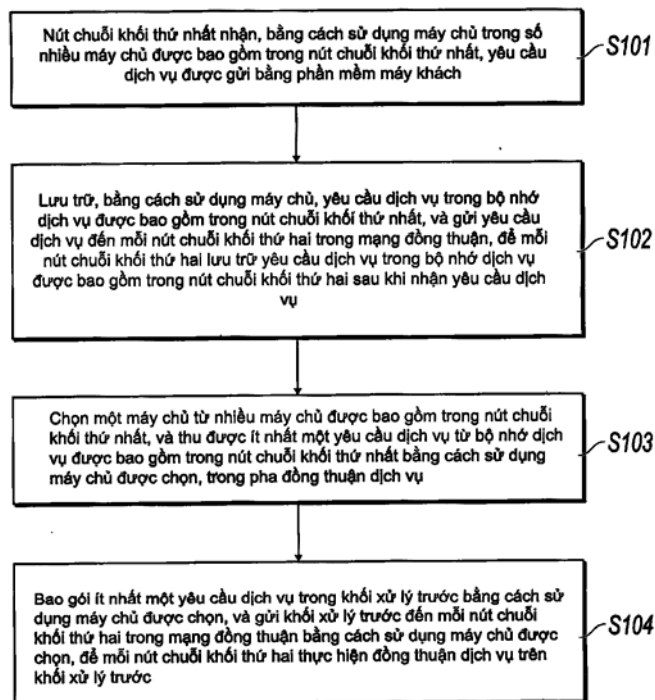 Nút chuỗi khối thứ nhất nhận, bằng cách sử dụng máy chủ trong số
nhiều máy chủ được bao gồm trong nút chuỗi khối thứ nhất, yêu cầu
dịch vụ được gửi bằng phần mềm máy khách
S101
Lưu trữ, bằng cách sử dụng máy chủ, yêu cầu dịch vụ trong bộ nhớ
dịch vụ được bao gồm trong nút chuỗi khối thứ nhất, và gửi yêu cầu
dịch vụ đến mỗi nút chuỗi khối thứ hai trong mạng đồng thuận, để mỗi
nút chuỗi khối thứ hai lưu trữ yêu cầu dịch vụ trong bộ nhớ dịch vụ
được bao gồm trong nút chuỗi khối thứ hai sau khi nhận yêu cầu dịch
vụ
S102
Chọn một máy chủ từ nhiều máy chủ được bao gồm trong nút chuỗi
khối thứ nhất, và thu được ít nhất một yêu cầu dịch vụ từ bộ nhớ dịch
vụ được bao gồm trong nút chuỗi khối thứ nhất bằng cách sử dụng
máy chủ được chọn, trong pha đồng thuận dịch vụ
S103
Bao gói ít nhất một yêu cầu dịch vụ trong khối xử lý trước bằng cách sử
dụng máy chủ được chọn, và gửi khối xử lý trước đến mỗi nút chuỗi
khối thứ hai trong mạng đồng thuận bằng cách sử dụng máy chủ được
chọn, để mỗi nút chuỗi khối thứ hai thực hiện đồng thuận dịch vụ trên
khối xử lý trước
S104